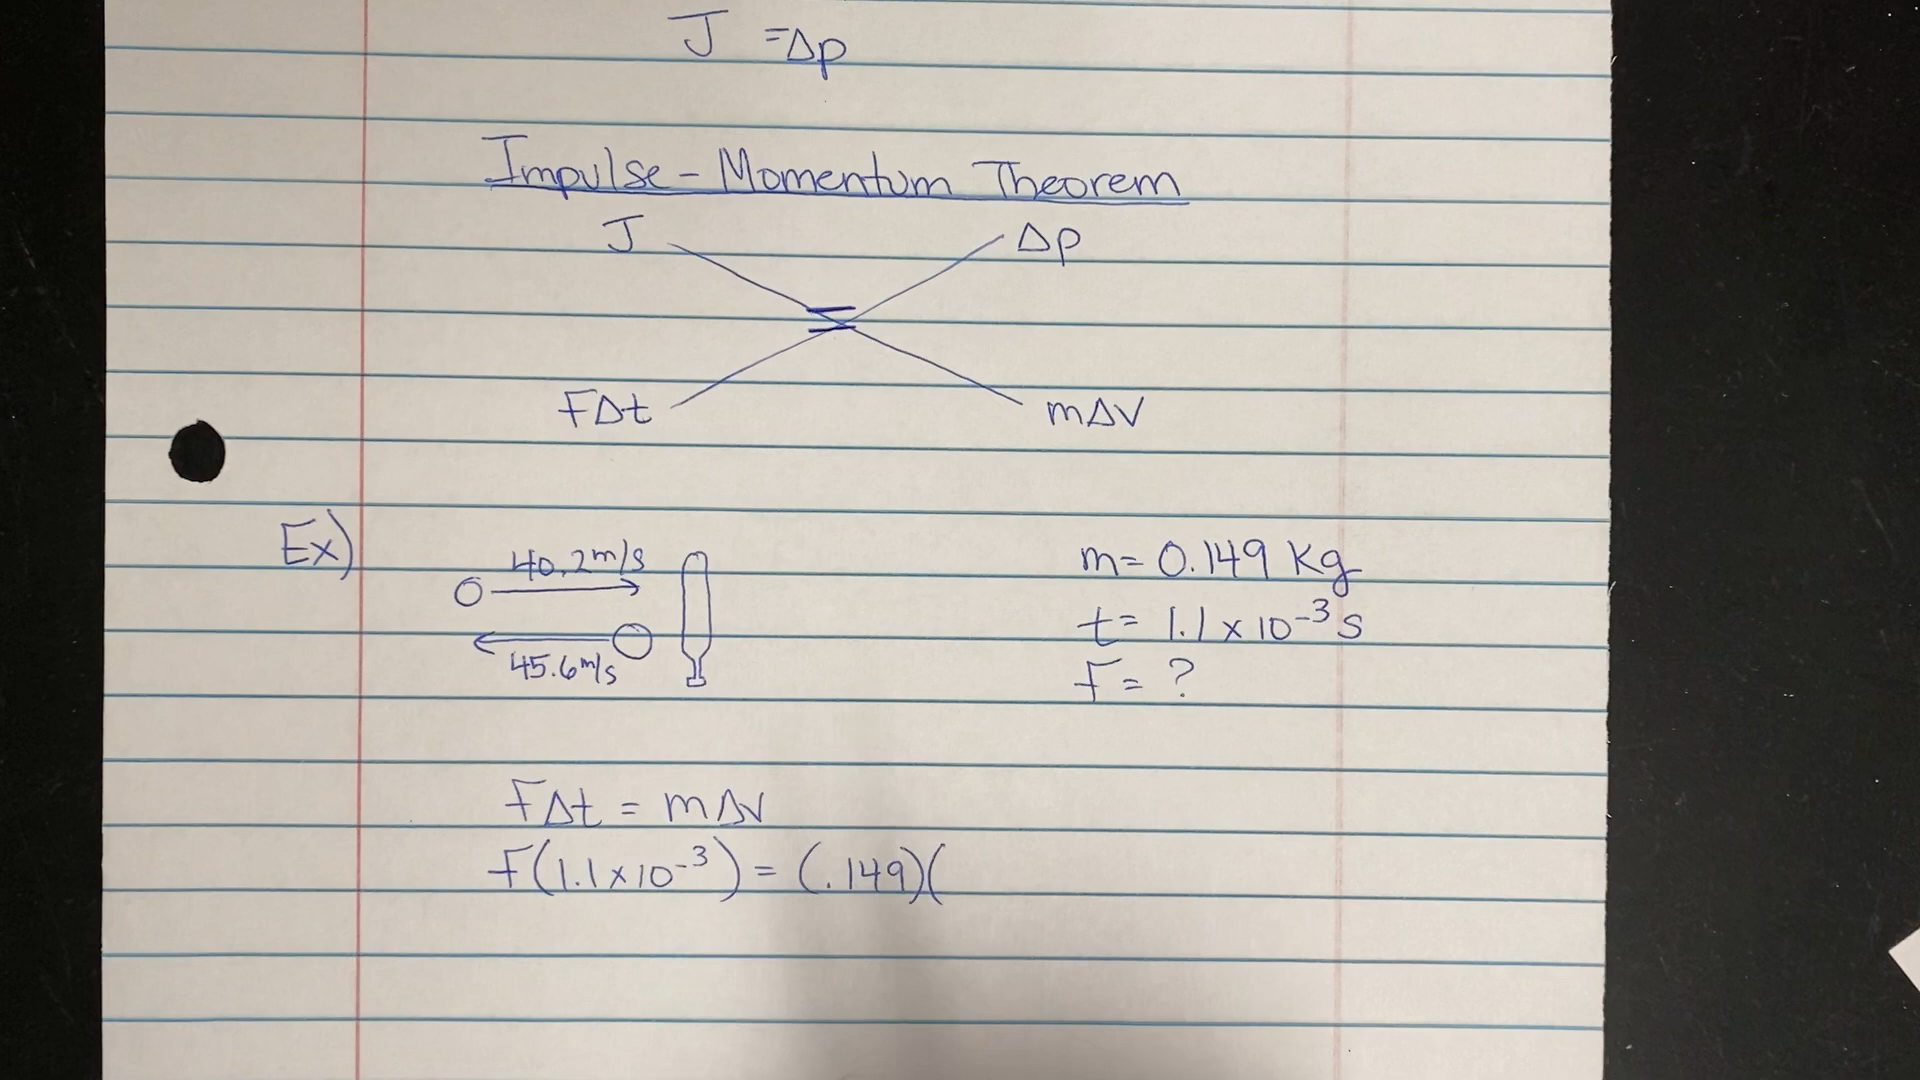 J = Δp
Impulse - Momentum Theorem
J Δp
=
FΔt mΔV
Ex) 40.2 m/s m = 0.149 Kg
45.6 m/s t = 1.1 x 10⁻³ s
F = ?
FΔt = mΔV
F(1.1 x 10⁻³) = (.149)(